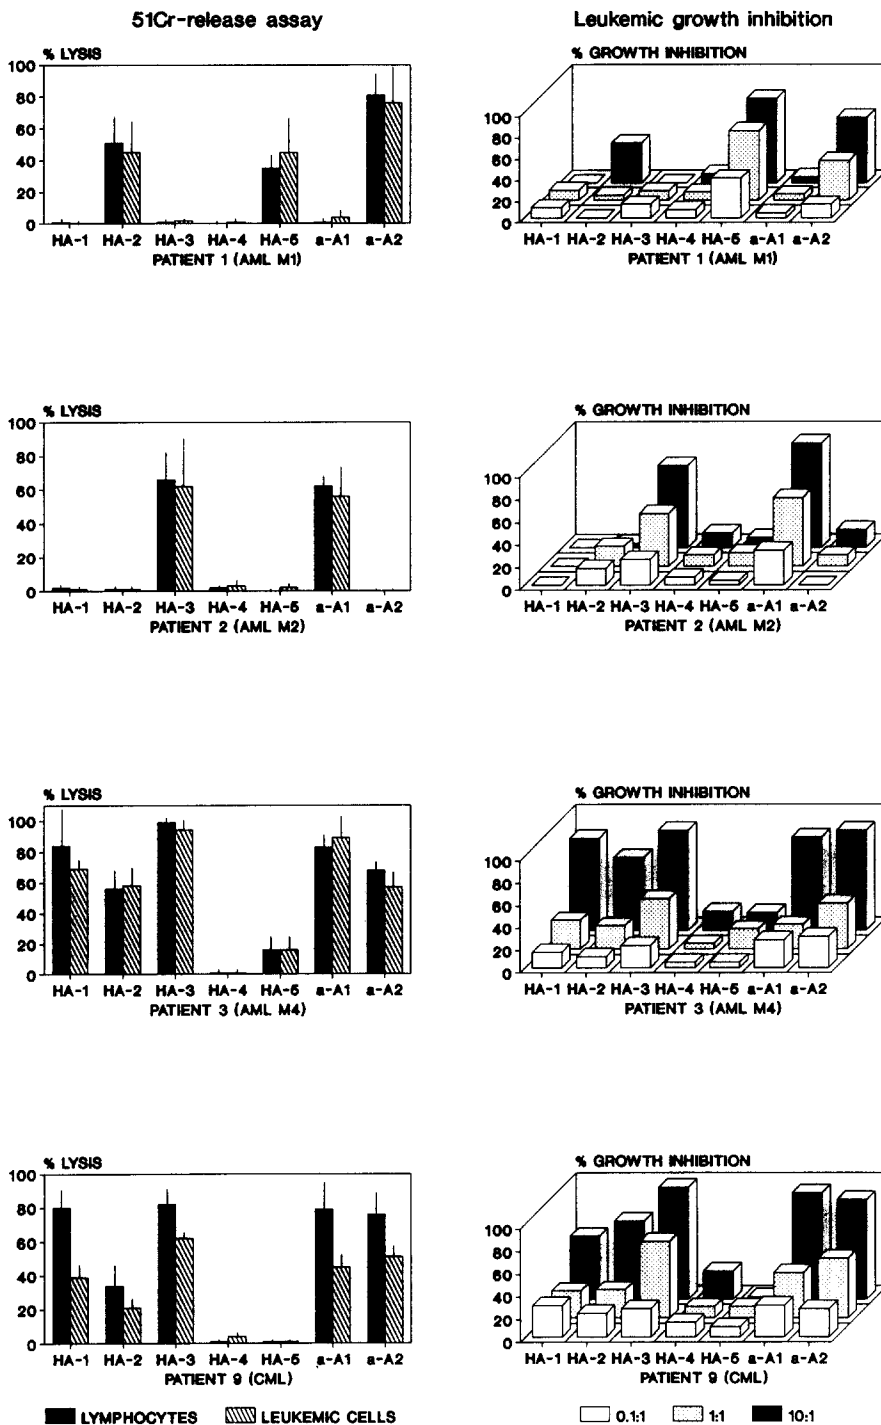 51Cr-release assay
Leukemic growth inhibition
% LYSIS
100
80
60
40
20
0
HA-1 HA-2 HA-3 HA-4 HA-5 a-A1 a-A2
PATIENT 1 (AML M1)
% GROWTH INHIBITION
100
80
60
40
20
0
HA-1 HA-2 HA-3 HA-4 HA-5 a-A1 a-A2
PATIENT 1 (AML M1)
% LYSIS
100
80
60
40
20
0
HA-1 HA-2 HA-3 HA-4 HA-5 a-A1 a-A2
PATIENT 2 (AML M2)
% GROWTH INHIBITION
100
80
60
40
20
0
HA-1 HA-2 HA-3 HA-4 HA-5 a-A1 a-A2
PATIENT 2 (AML M2)
% LYSIS
100
80
60
40
20
0
HA-1 HA-2 HA-3 HA-4 HA-5 a-A1 a-A2
PATIENT 3 (AML M4)
% GROWTH INHIBITION
100
80
60
40
20
0
HA-1 HA-2 HA-3 HA-4 HA-5 a-A1 a-A2
PATIENT 3 (AML M4)
% LYSIS
100
80
60
40
20
0
HA-1 HA-2 HA-3 HA-4 HA-5 a-A1 a-A2
PATIENT 9 (CML)
% GROWTH INHIBITION
100
80
60
40
20
0
HA-1 HA-2 HA-3 HA-4 HA-5 a-A1 a-A2
PATIENT 9 (CML)
LYMPHOCYTES LEUKEMIC CELLS
0.1:1 1:1 10:1